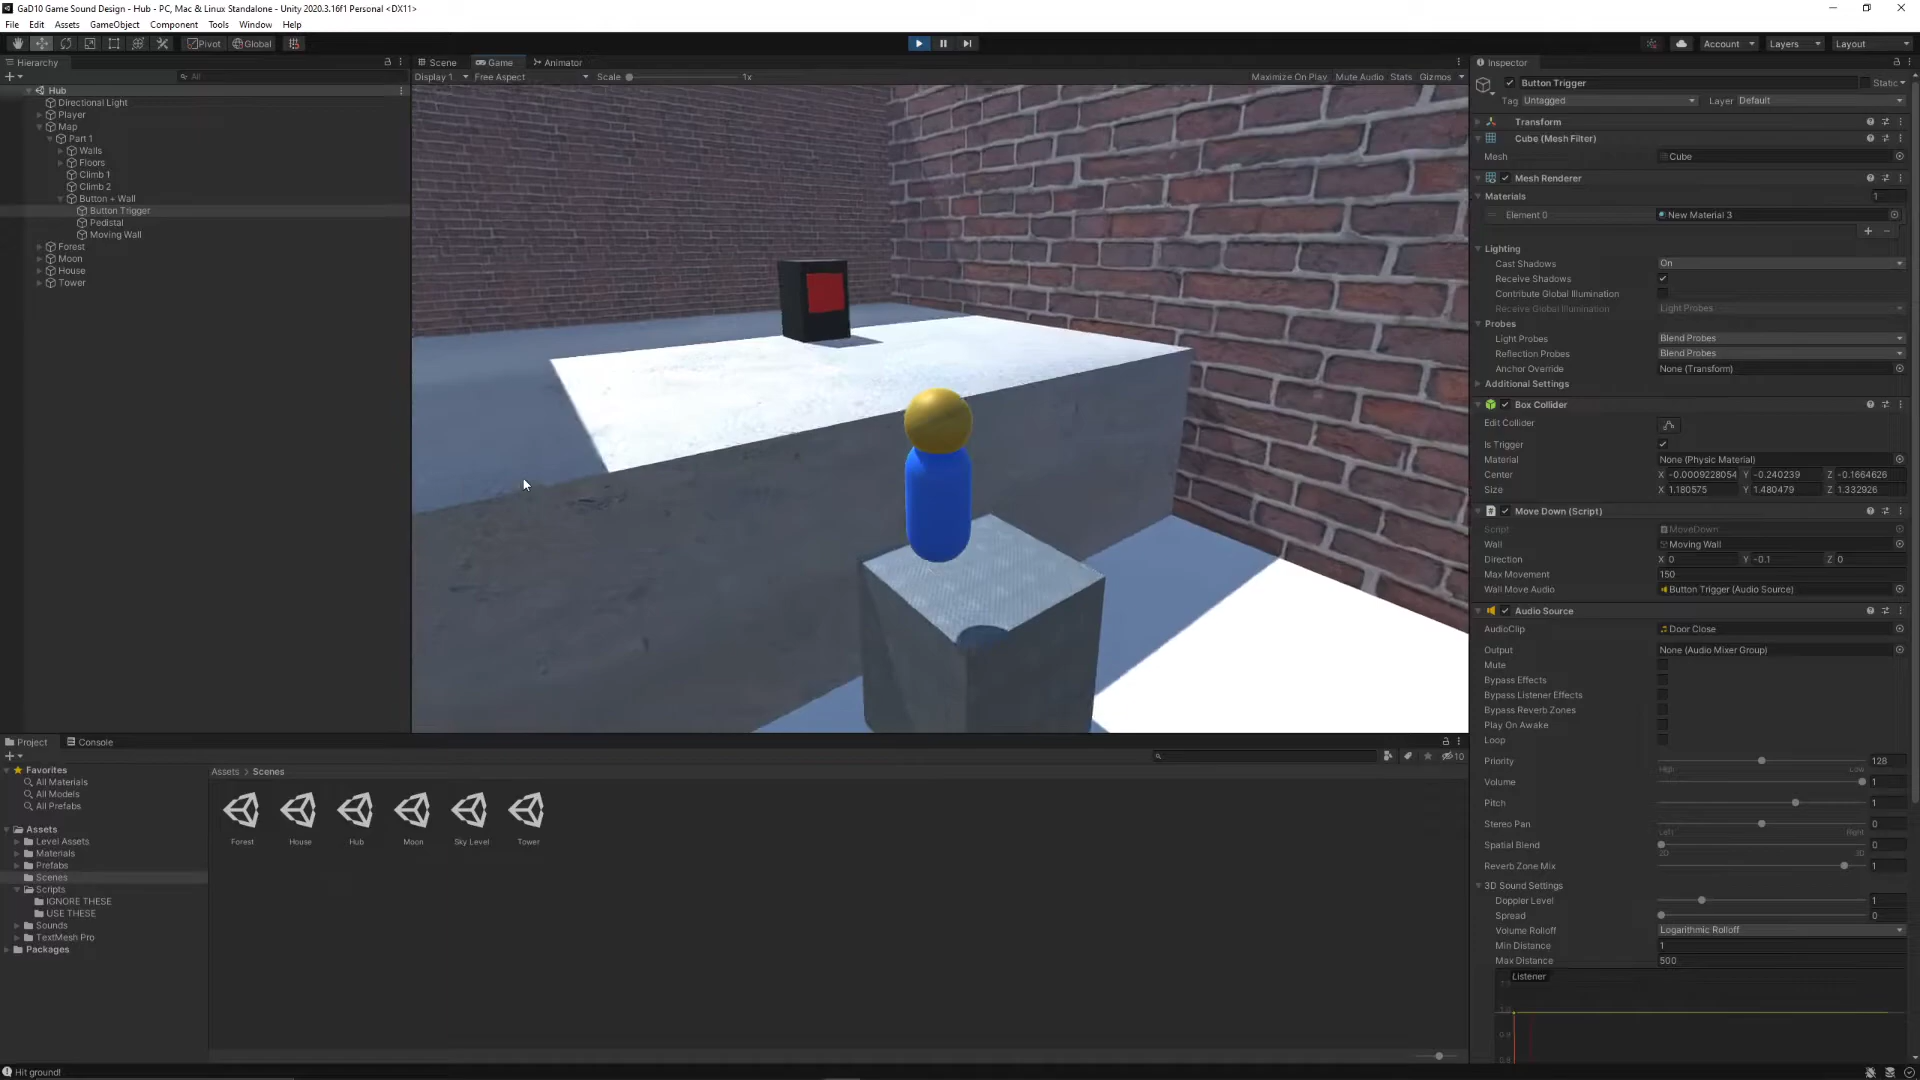 GaD10 Game Sound Design - Hub - PC, Mac & Linux Standalone - Unity 2020.3.16f1 Personal <DX11>
File Edit Assets GameObject Component Tools Window Help
Pivot Global Account Layers Layout
Hierarchy
All
Hub
Directional Light
Player
Map
Part 1
Walls
Floors
Climb 1
Climb 2
Button + Wall
Button Trigger
Pedistal
Moving Wall
Forest
Moon
House
Tower
Scene Game Animator
Display 1 Free Aspect Scale 1x Maximize On Play Mute Audio Stats Gizmos
Inspector
Button Trigger Static
Tag Untagged Layer Default
Transform
Cube (Mesh Filter)
Mesh Cube
Mesh Renderer
Materials 1
Element 0 New Material 3
Lighting
Cast Shadows On
Receive Shadows
Contribute Global Illumination
Receive Global Illumination Light Probes
Probes
Light Probes Blend Probes
Reflection Probes Blend Probes
Anchor Override None (Transform)
Additional Settings
Box Collider
Edit Collider
Is Trigger
Material None (Physic Material)
Center X -0.0009228054 Y -0.240239 Z -0.1664626
Size X 1.180575 Y 1.480479 Z 1.332926
Move Down (Script)
Script MoveDown
Wall Moving Wall
Direction X 0 Y -0.1 Z 0
Max Movement 150
Wall Move Audio Button Trigger (Audio Source)
Audio Source
AudioClip Door Close
Output None (Audio Mixer Group)
Mute
Bypass Effects
Bypass Listener Effects
Bypass Reverb Zones
Play On Awake
Loop
Priority 128
High Low
Volume 1
Pitch 1
Stereo Pan 0
Left Right
Spatial Blend 0
2D 3D
Reverb Zone Mix 1
3D Sound Settings
Doppler Level 1
Spread 0
Volume Rolloff Logarithmic Rolloff
Min Distance 1
Max Distance 500
Listener
Project Console
10
Favorites
All Materials
All Models
All Prefabs
Assets
Level Assets
Materials
Prefabs
Scenes
Scripts
IGNORE THESE
USE THESE
Sounds
TextMesh Pro
Packages
Assets > Scenes
Forest House Hub Moon Sky Level Tower
Hit ground!